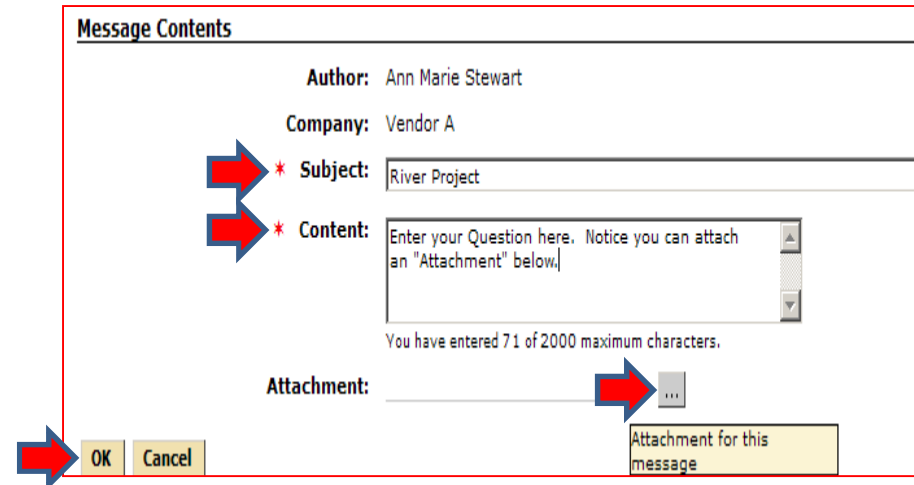 Message Contents
Author: Ann Marie Stewart
Company: Vendor A
* Subject: River Project
* Content: Enter your Question here. Notice you can attach
an "Attachment" below.
You have entered 71 of 2000 maximum characters.
Attachment: ...
Attachment for this
message
OK Cancel